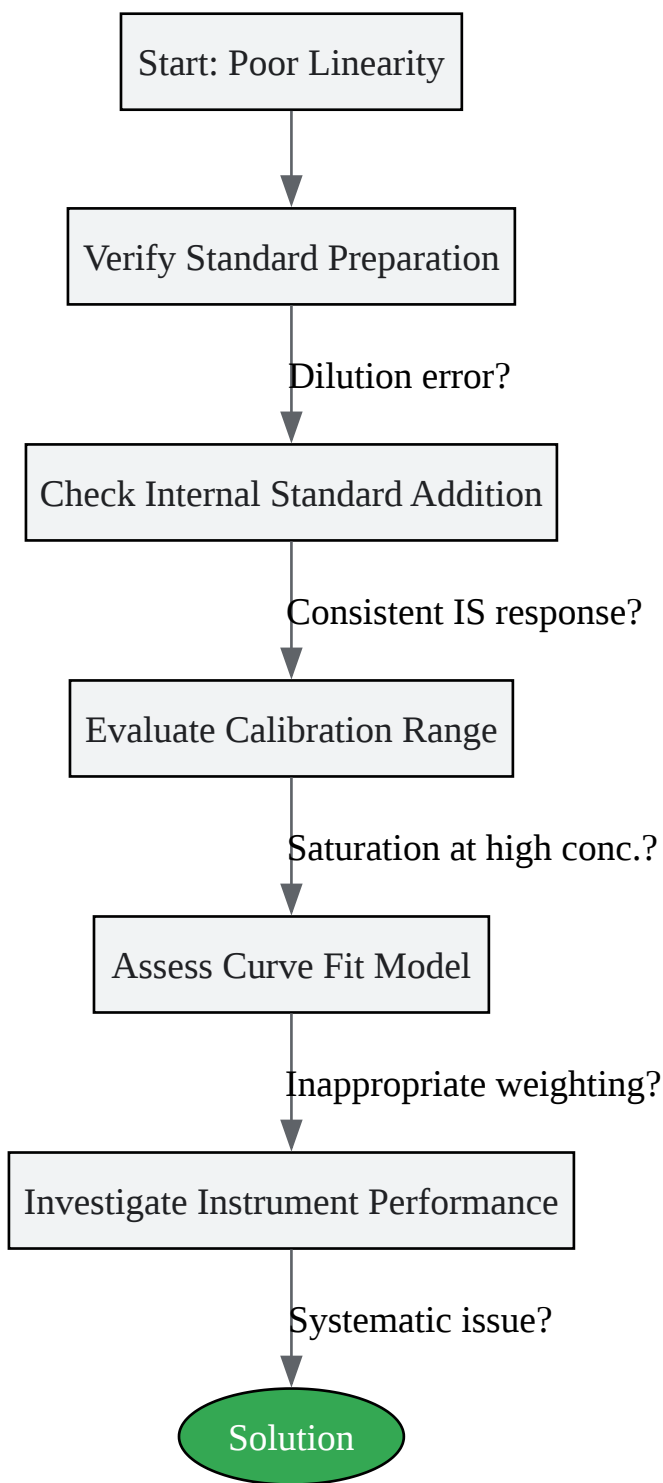 Start: Poor Linearity
Verify Standard Preparation
Dilution error?
Check Internal Standard Addition
Consistent IS response?
Evaluate Calibration Range
Saturation at high conc.?
Assess Curve Fit Model
Inappropriate weighting?
Investigate Instrument Performance
Systematic issue?
Solution